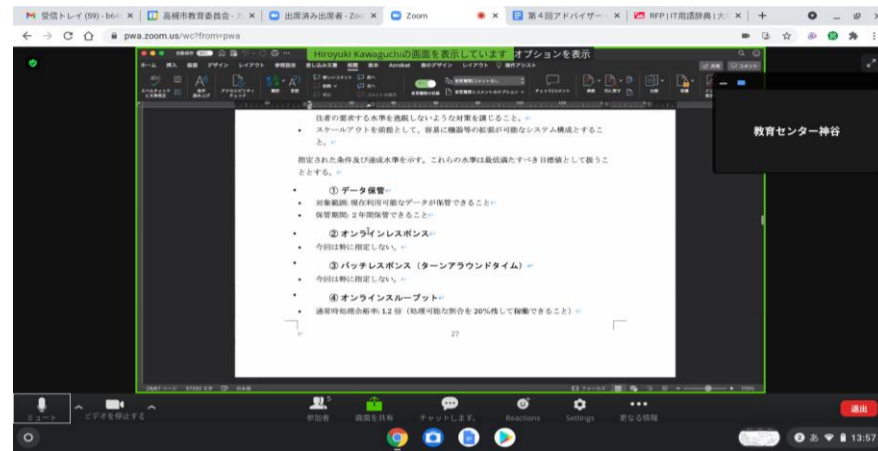 受信トレイ (59) - b64
高槻市教育委員会 - カ
出席済み出席者 - Zoo
Zoom
第４回アドバイザー
RFP | IT用語辞典 | 大
pwa.zoom.us/wc?from=pwa
Hiroyuki Kawaguchiの画面を表示しています オプションを表示
ホーム 挿入 描画 デザイン レイアウト 参考資料 差し込み文書 校閲 表示 Acrobat 表のデザイン レイアウト 操作アシスト
共有 コメント
注者の要求する水準を逸脱しないような対策を講じること。
スケールアウトを前提として、容易に機器等の拡張が可能なシステム構成とするこ
と。
指定された条件及び達成水準を示す。これらの水準は最低満たすべき目標値として扱うこ
ととする。
① データ保管
対象範囲: 現在利用可能なデータが保管できること
保管期間: 2 年間保管できること
② オンラインレスポンス
今回は特に指定しない。
③ バッチレスポンス（ターンアラウンドタイム）
今回は特に指定しない。
④ オンラインスループット
通常時処理余裕率: 1.2 倍（処理可能な割合を 20%残して稼働できること）
27
教育センター神谷
170%
ミュート ビデオを停止する 参加者 5 画面を共有 チャットします。 Reactions Settings 更なる情報 退出
あ 13:57